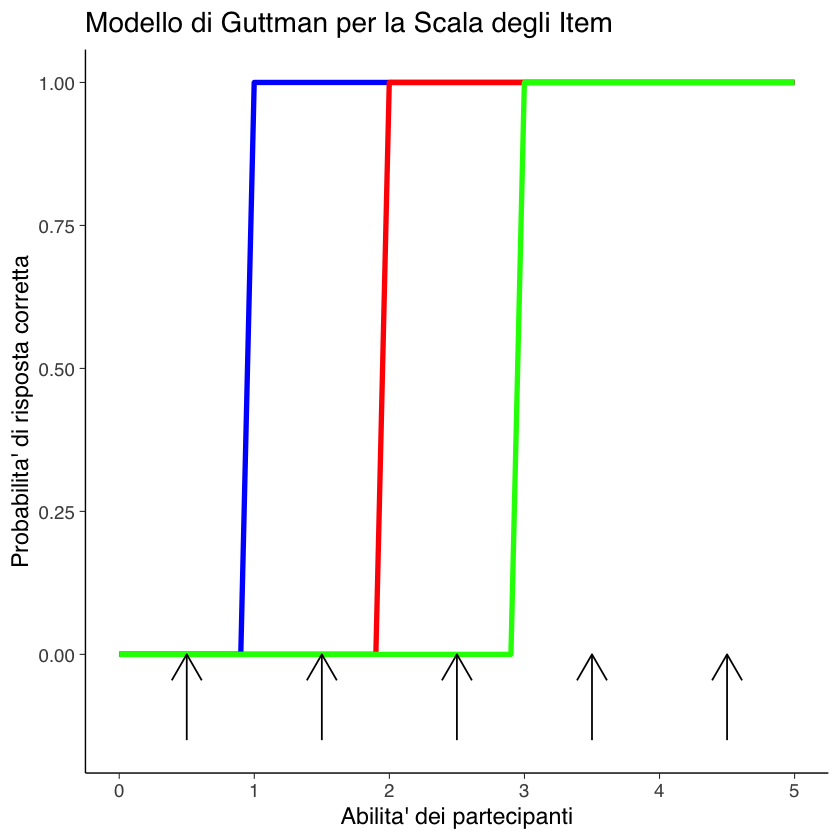 Modello di Guttman per la Scala degli Item
Probabilita' di risposta corretta
1.00
0.75
0.50
0.25
0.00
0 1 2 3 4 5
Abilita' dei partecipanti